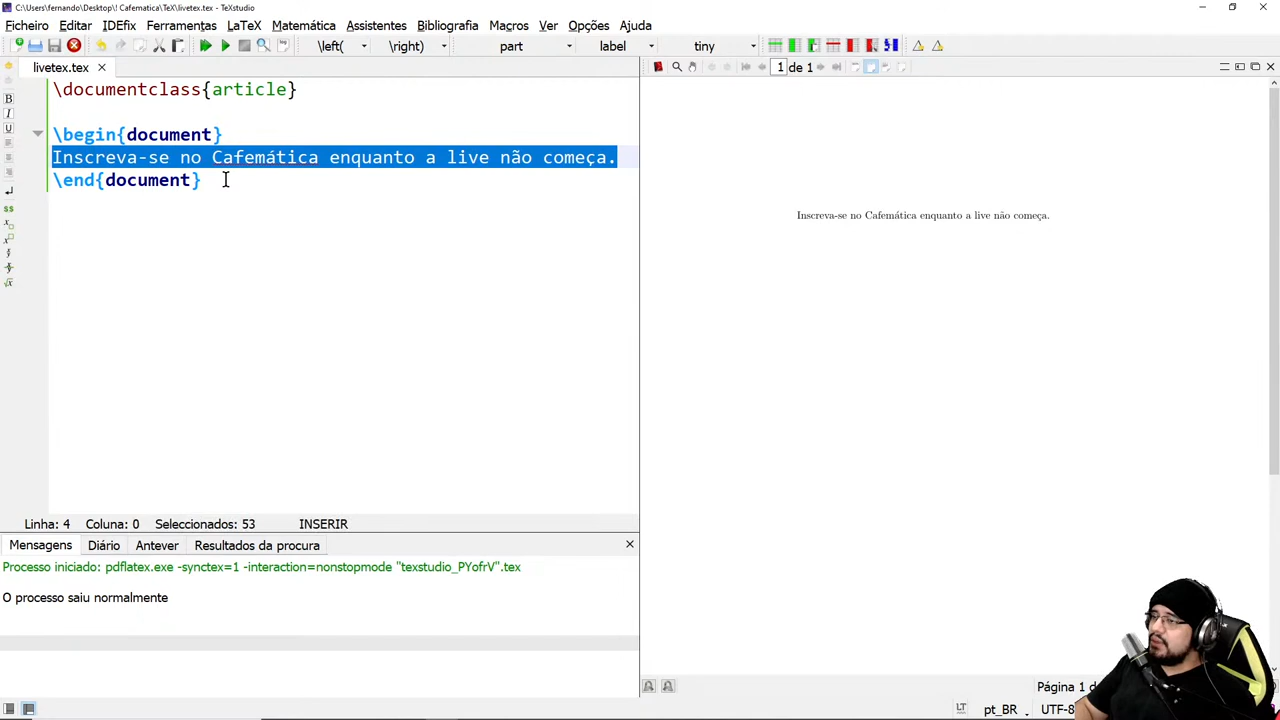 C:\Users\fernando\Desktop\! Cafematica\TeX\livetex.tex - TeXstudio
Ficheiro Editar IDEfix Ferramentas LaTeX Matemática Assistentes Bibliografia Macros Ver Opções Ajuda
\left( \right) part label tiny
livetex.tex
1 de 1
\documentclass{article}
\begin{document}
Inscreva-se no Cafemática enquanto a live não começa.
\end{document}
Inscreva-se no Cafemática enquanto a live não começa.
Linha: 4 Coluna: 0 Seleccionados: 53 INSERIR
Mensagens Diário Antever Resultados da procura
Processo iniciado: pdflatex.exe -synctex=1 -interaction=nonstopmode "texstudio_PYofrV".tex
O processo saiu normalmente
Página 1 de
LT pt_BR UTF-8